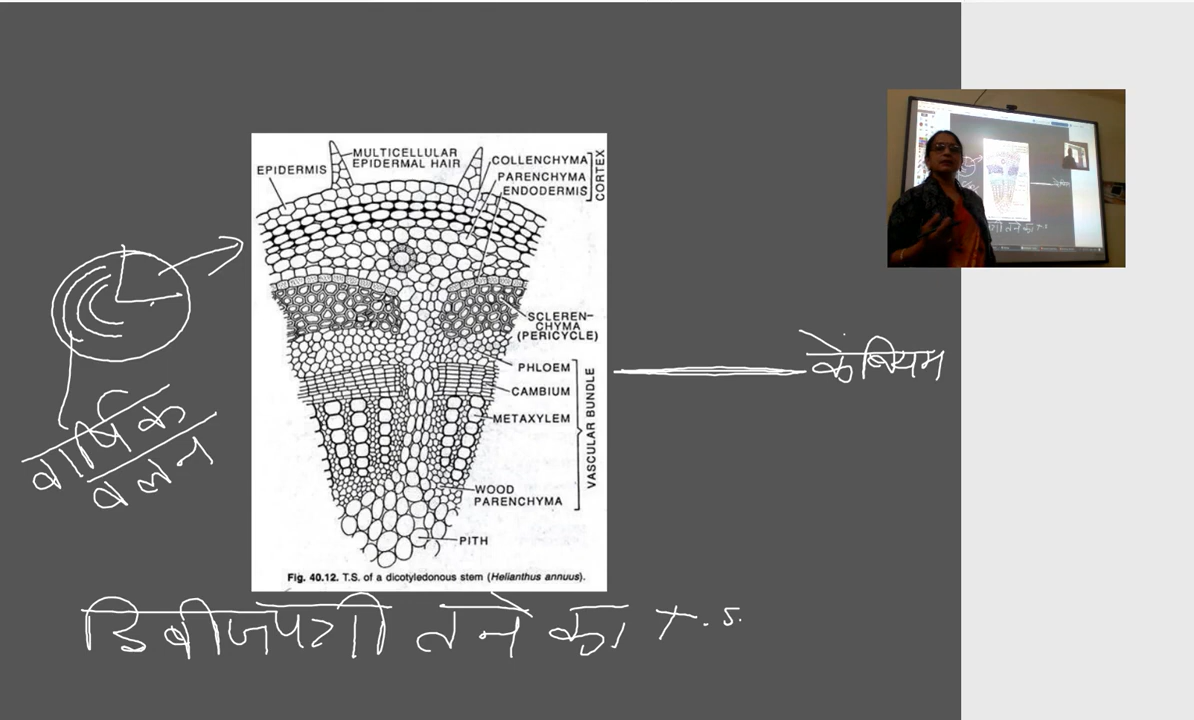 MULTICELLULAR
EPIDERMAL HAIR
EPIDERMIS
COLLENCHYMA
PARENCHYMA
ENDODERMIS
CORTEX
SCLEREN-
CHYMA
(PERICYCLE)
PHLOEM
CAMBIUM
METAXYLEM
VASCULAR BUNDLE
WOOD
PARENCHYMA
PITH
Fig. 40.12. T.S. of a dicotyledonous stem (Helianthus annuus).
केंबियम
वार्षिक
वलन
डिबीजपत्री तने का T.S.